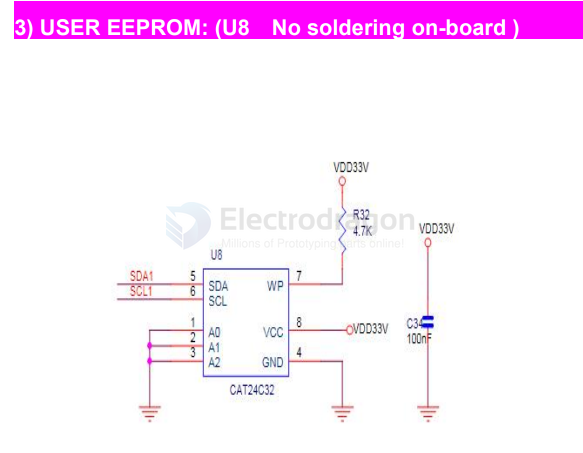 3) USER EEPROM: (U8 No soldering on-board )
VDD33V
Electrodragon
Millions of Prototyping Parts online!
R32
4.7K
VDD33V
U8
SDA1 5 SDA WP 7
SCL1 6 SCL
1 A0 VCC 8 VDD33V
2 A1
3 A2 GND 4
C34
100nF
CAT24C32